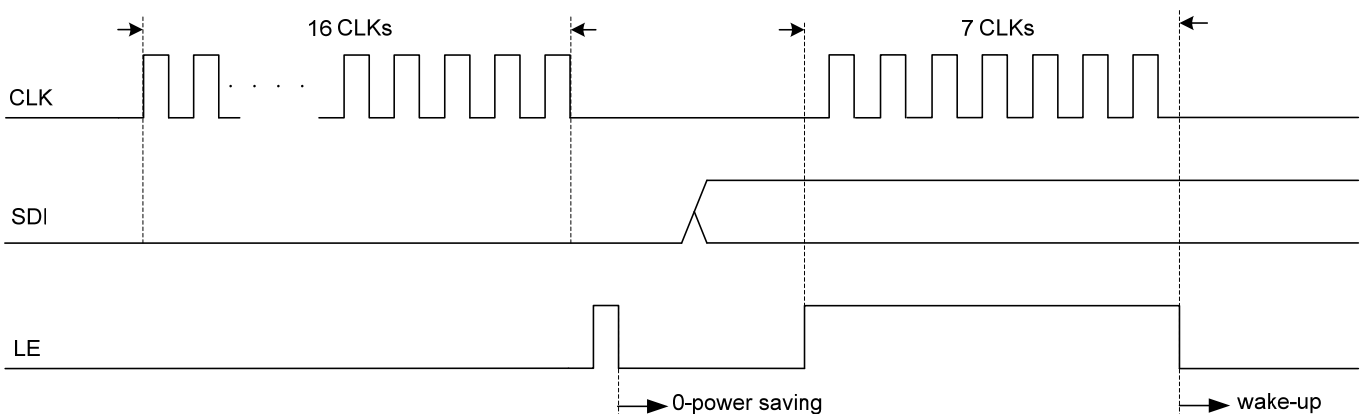 16 CLKs
7 CLKs
CLK
. . . .
SDI
LE
0-power saving
wake-up